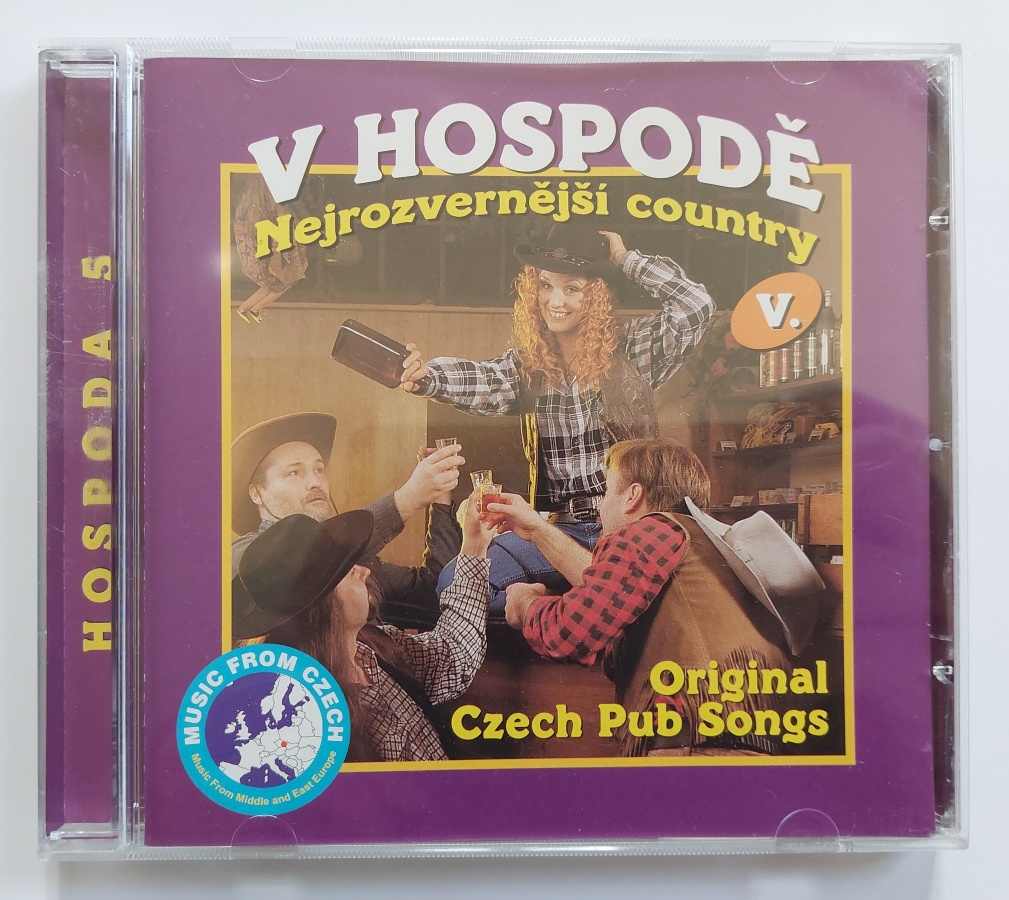 V HOSPODĚ
Nejrozvernější country
V.
HOSPODA 5
Original
Czech Pub Songs
MUSIC FROM CZECH
Music From Middle and East Europe